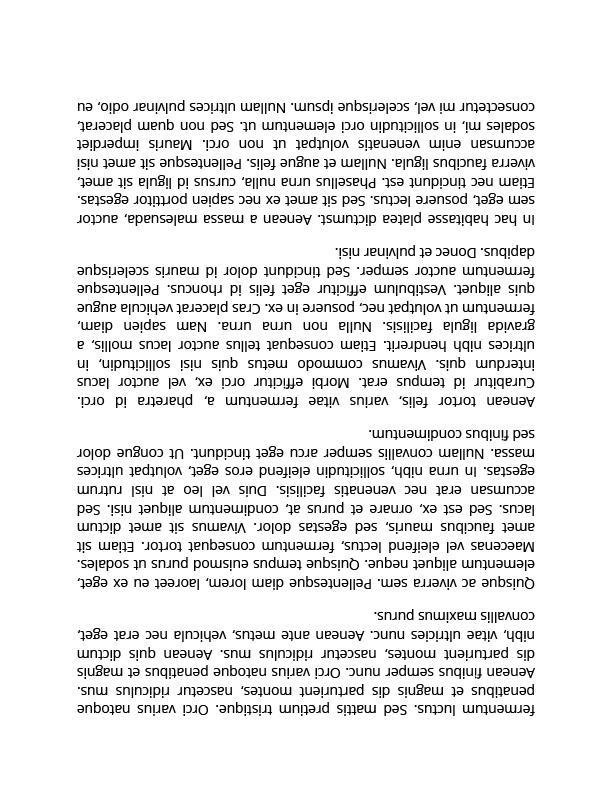 fermentum luctus. Sed mattis pretium tristique. Orci varius natoque
penatibus et magnis dis parturient montes, nascetur ridiculus mus.
Aenean finibus semper nunc. Orci varius natoque penatibus et magnis
dis parturient montes, nascetur ridiculus mus. Aenean quis dictum
nibh, vitae ultricies nunc. Aenean ante metus, vehicula nec erat eget,
convallis maximus purus.
Quisque ac viverra sem. Pellentesque diam lorem, laoreet eu ex eget,
elementum aliquet neque. Quisque tempus euismod purus ut sodales.
Maecenas vel eleifend lectus, fermentum consequat tortor. Etiam sit
amet faucibus mauris, sed egestas dolor. Vivamus sit amet dictum
lacus. Sed est ex, ornare et purus at, condimentum aliquet nisi. Sed
accumsan erat nec venenatis facilisis. Duis vel leo at nisl rutrum
egestas. In urna nibh, sollicitudin eleifend eros eget, volutpat ultrices
massa. Nullam convallis semper arcu eget tincidunt. Ut congue dolor
sed finibus condimentum.
Aenean tortor felis, varius vitae fermentum a, pharetra id orci.
Curabitur id tempus erat. Morbi efficitur orci ex, vel auctor lacus
interdum quis. Vivamus commodo metus quis nisi sollicitudin, in
ultrices nibh hendrerit. Etiam consequat tellus auctor lacus mollis, a
gravida ligula facilisis. Nulla non urna urna. Nam sapien diam,
fermentum ut volutpat nec, posuere in ex. Cras placerat vehicula augue
quis aliquet. Vestibulum efficitur eget felis id rhoncus. Pellentesque
fermentum auctor semper. Sed tincidunt dolor id mauris scelerisque
dapibus. Donec et pulvinar nisi.
In hac habitasse platea dictumst. Aenean a massa malesuada, auctor
sem eget, posuere lectus. Sed sit amet ex nec sapien porttitor egestas.
Etiam nec tincidunt est. Phasellus urna nulla, cursus id ligula sit amet,
viverra faucibus ligula. Nullam et augue felis. Pellentesque sit amet nisi
accumsan enim venenatis volutpat ut non orci. Mauris imperdiet
sodales mi, in sollicitudin orci elementum ut. Sed non quam placerat,
consectetur mi vel, scelerisque ipsum. Nullam ultrices pulvinar odio, eu